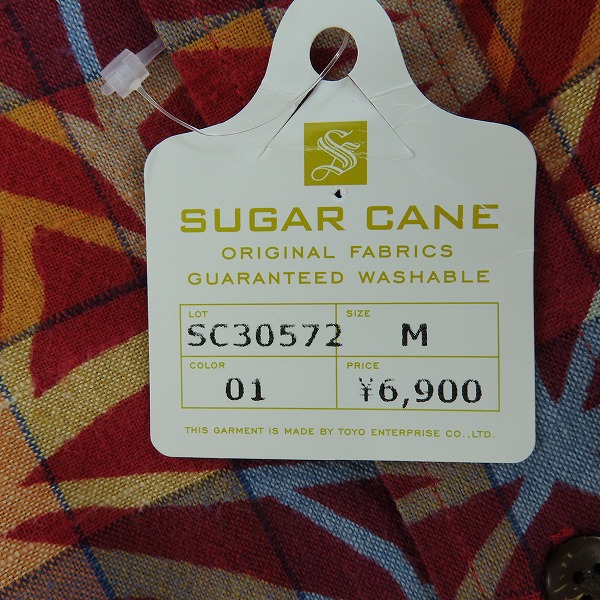 S
SUGAR CANE
ORIGINAL FABRICS
GUARANTEED WASHABLE
LOT SC30572 SIZE M
COLOR 01 PRICE ¥6,900
THIS GARMENT IS MADE BY TOYO ENTERPRISE CO.,LTD.